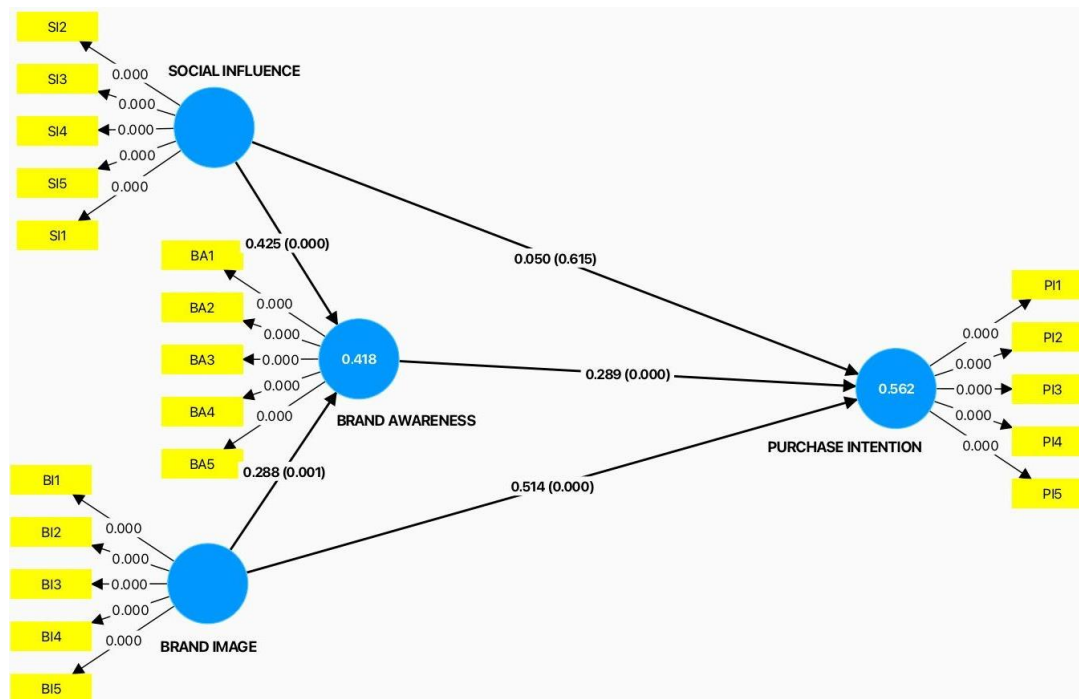 SI2
SI3
SI4
SI5
SI1
0.000
0.000
0.000
0.000
0.000
SOCIAL INFLUENCE
0.425 (0.000)
0.050 (0.615)
BA1
BA2
BA3
BA4
BA5
0.000
0.000
0.000
0.000
0.000
0.418
BRAND AWARENESS
0.289 (0.000)
0.288 (0.001)
0.514 (0.000)
BI1
BI2
BI3
BI4
BI5
0.000
0.000
0.000
0.000
0.000
BRAND IMAGE
0.562
PURCHASE INTENTION
0.000
0.000
0.000
0.000
0.000
PI1
PI2
PI3
PI4
PI5